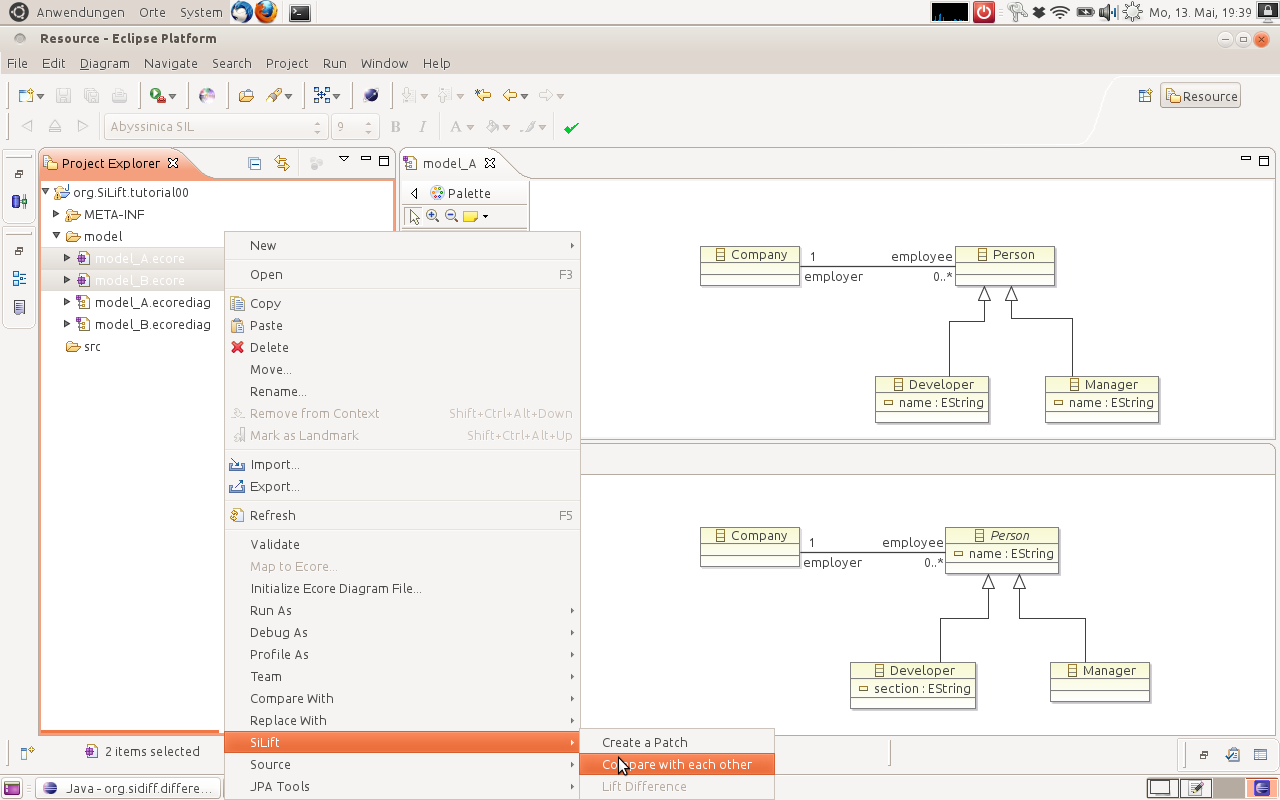 Anwendungen Orte System Mo, 13. Mai, 19:39
Resource - Eclipse Platform
File Edit Diagram Navigate Search Project Run Window Help
Resource
Abyssinica SIL 9 B I A
Project Explorer
model_A
org.SiLift.tutorial00
META-INF
model
model_A.ecore
model_B.ecore
model_A.ecorediag
model_B.ecorediag
src
Palette
New
Open F3
Copy
Paste
Delete
Move...
Rename...
Remove from Context Shift+Ctrl+Alt+Down
Mark as Landmark Shift+Ctrl+Alt+Up
Import...
Export...
Refresh F5
Validate
Map to Ecore...
Initialize Ecore Diagram File...
Run As
Debug As
Profile As
Team
Compare With
Replace With
SiLift
Source
JPA Tools
Create a Patch
Compare with each other
Lift Difference
Company 1 employee Person
employer 0..*
Developer
name : EString
Manager
name : EString
Company 1 employee Person
employer 0..* name : EString
Developer
section : EString
Manager
2 items selected
Java - org.sidiff.differe...